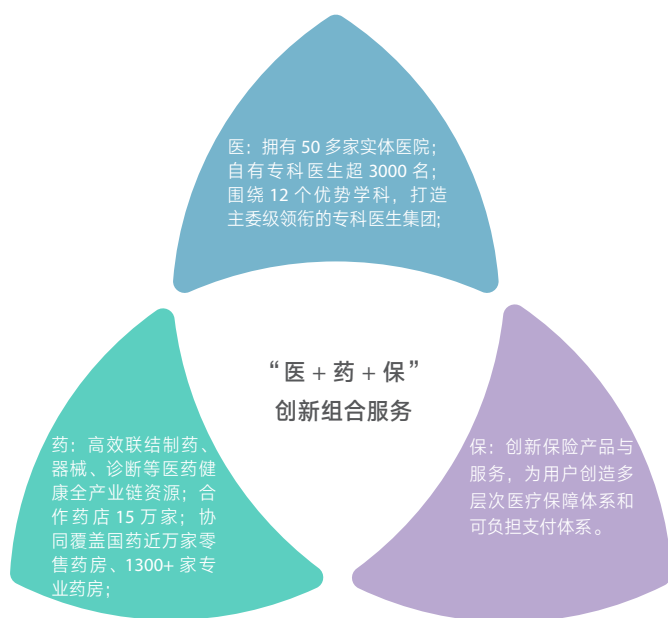 医：拥有 50 多家实体医院；
自有专科医生超 3000 名；
围绕 12 个优势学科，打造
主委级领衔的专科医生集团；
“医 + 药 + 保”
创新组合服务
药：高效联结制药、
器械、诊断等医药健
康全产业链资源；合
作药店 15 万家；协
同覆盖国药近万家零
售药房、1300+ 家专
业药房；
保：创新保险产品与
服务，为用户创造多
层次医疗保障体系和
可负担支付体系。